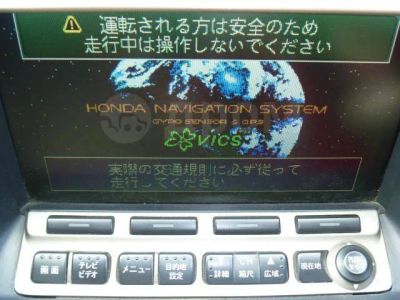 運転される方は安全のため
走行中は操作しないでください
HONDA NAVIGATION SYSTEM
GYRO SENSOR & G.P.S
VICS
実際の交通規則に必ず従って
走行してください
画面
テレビ
ビデオ
メニュー
目的地
設定
▼
詳細
CH
縮尺
▲
広域
現在地